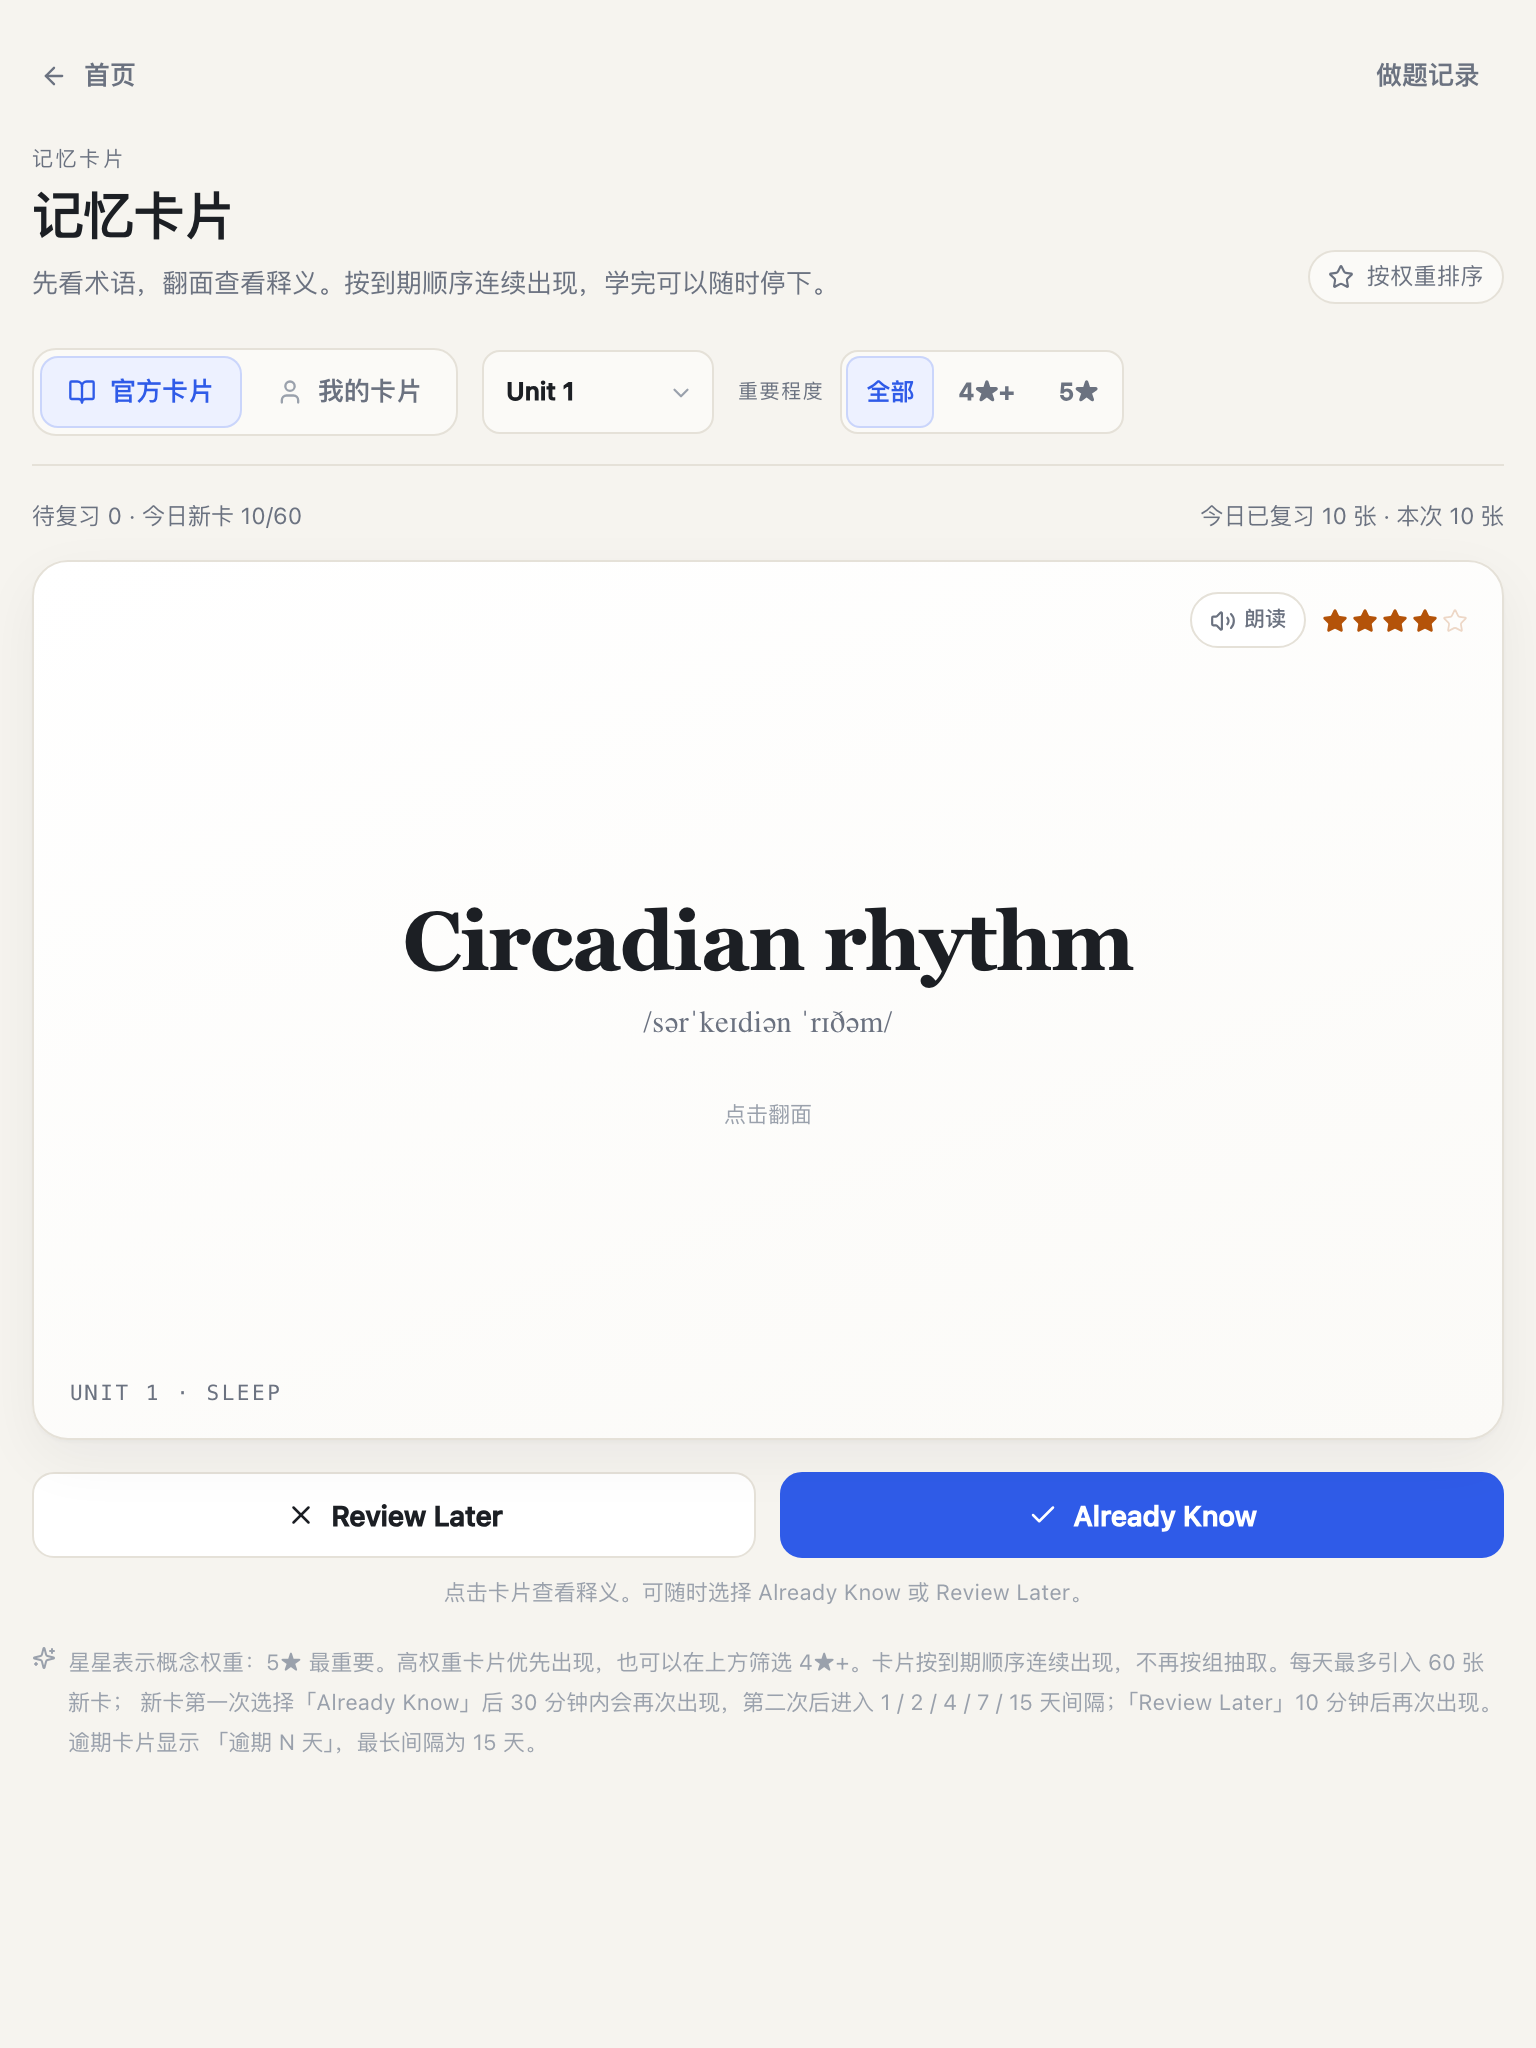 首页
做题记录
记忆卡片
记忆卡片
先看术语，翻面查看释义。按到期顺序连续出现，学完可以随时停下。
按权重排序
官方卡片 我的卡片 Unit 1 重要程度 全部 4★+ 5★
待复习 0 · 今日新卡 10/60
今日已复习 10 张 · 本次 10 张
朗读
Circadian rhythm
/sərˈkeɪdiən ˈrɪðəm/
点击翻面
UNIT 1 · SLEEP
Review Later
Already Know
点击卡片查看释义。可随时选择 Already Know 或 Review Later。
星星表示概念权重：5★ 最重要。高权重卡片优先出现，也可以在上方筛选 4★+。卡片按到期顺序连续出现，不再按组抽取。每天最多引入 60 张
新卡； 新卡第一次选择「Already Know」后 30 分钟内会再次出现，第二次后进入 1 / 2 / 4 / 7 / 15 天间隔；「Review Later」10 分钟后再次出现。
逾期卡片显示 「逾期 N 天」，最长间隔为 15 天。